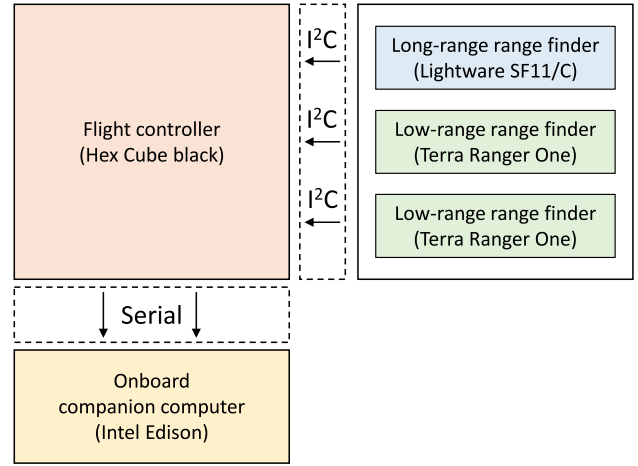 Flight controller
(Hex Cube black)
I²C
I²C
I²C
Long-range range finder
(Lightware SF11/C)
Low-range range finder
(Terra Ranger One)
Low-range range finder
(Terra Ranger One)
Serial
Onboard
companion computer
(Intel Edison)